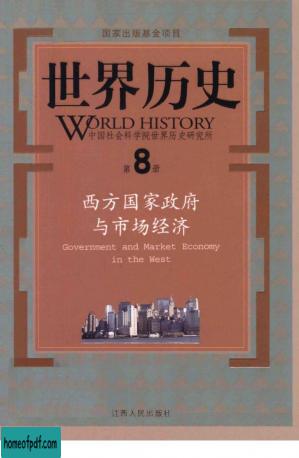 国家出版基金项目
世界历史
WORLD HISTORY
中国社会科学院世界历史研究所
第8册
西方国家政府
与市场经济
Government and Market Economy
in the West
江西人民出版社
homeofpdf.com